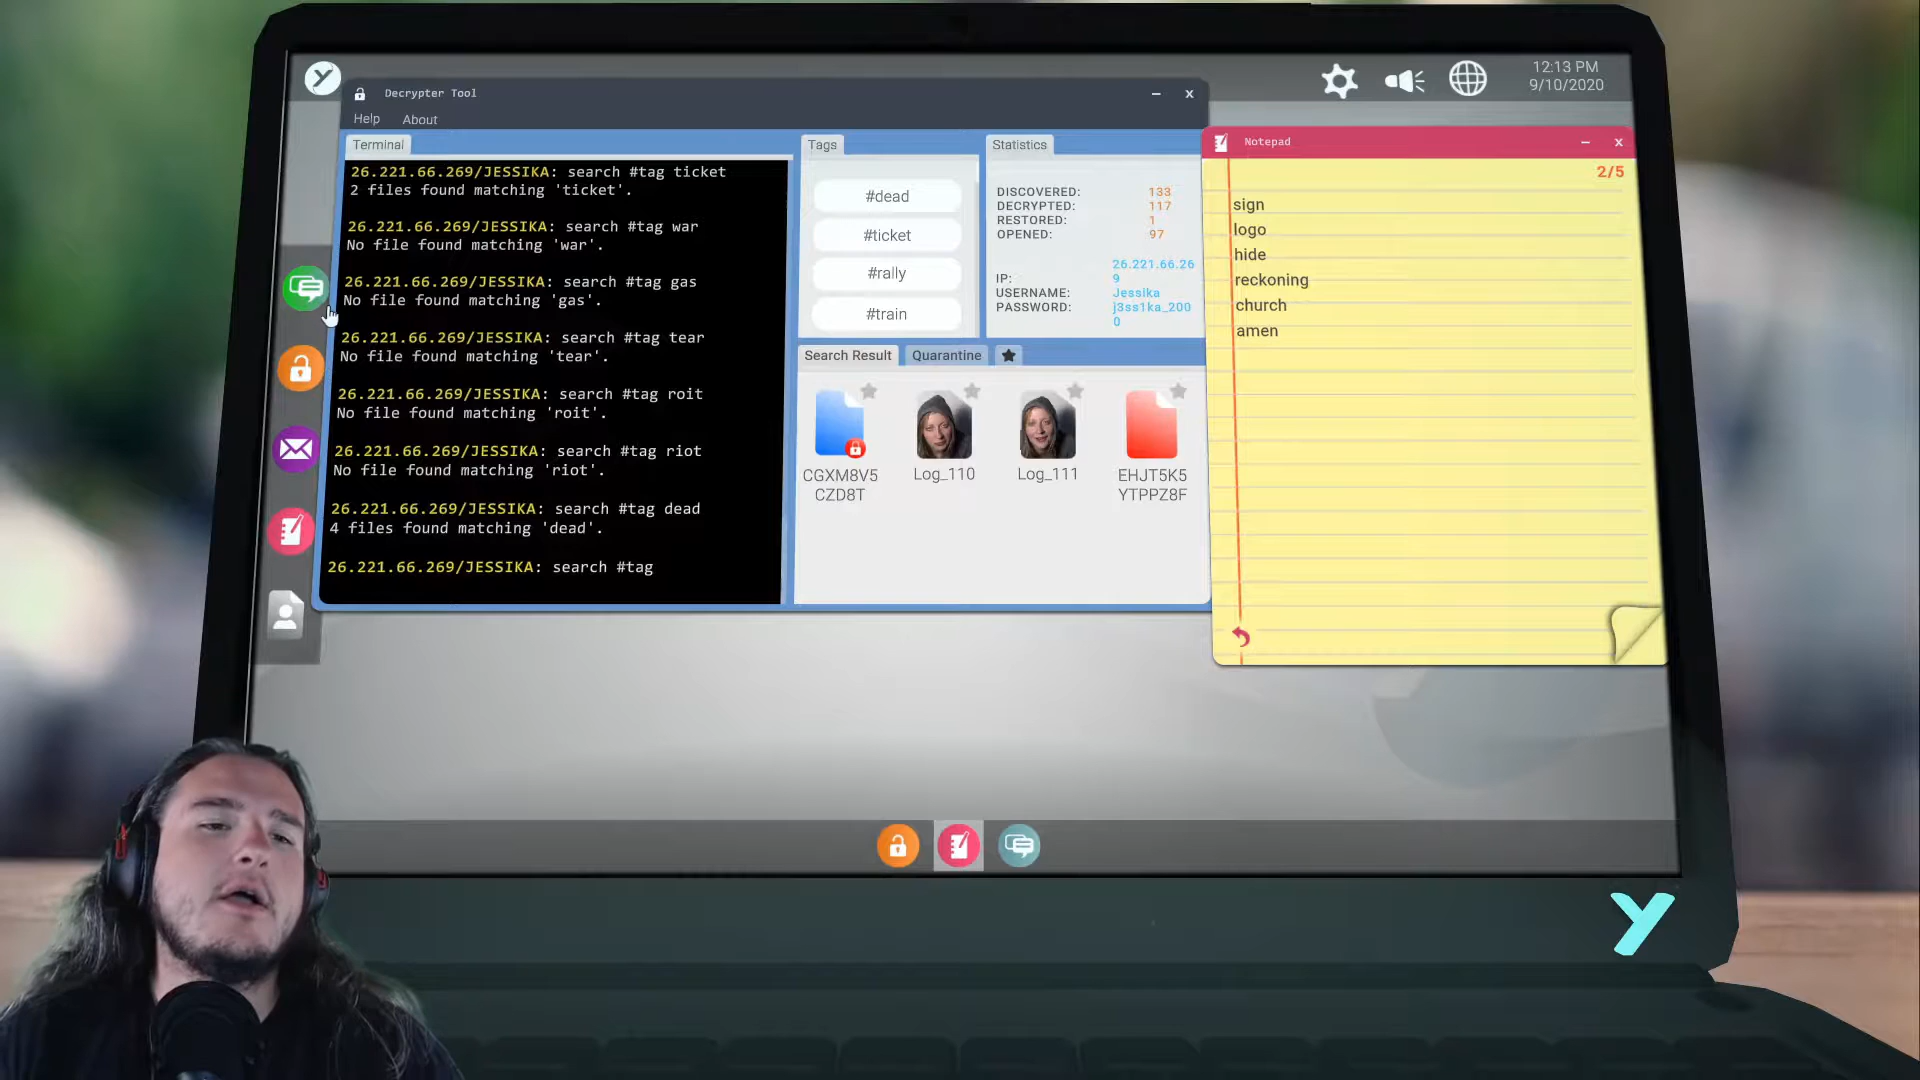 12:13 PM
9/10/2020
Decrypter Tool
Help
About
Terminal
26.221.66.269/JESSIKA: search #tag ticket
2 files found matching 'ticket'.
26.221.66.269/JESSIKA: search #tag war
No file found matching 'war'.
26.221.66.269/JESSIKA: search #tag gas
No file found matching 'gas'.
26.221.66.269/JESSIKA: search #tag tear
No file found matching 'tear'.
26.221.66.269/JESSIKA: search #tag roit
No file found matching 'roit'.
26.221.66.269/JESSIKA: search #tag riot
No file found matching 'riot'.
26.221.66.269/JESSIKA: search #tag dead
4 files found matching 'dead'.
26.221.66.269/JESSIKA: search #tag
Tags
#dead
#ticket
#rally
#train
Statistics
DISCOVERED: 133
DECRYPTED: 117
RESTORED: 1
OPENED: 97
IP: 26.221.66.26
9
USERNAME: Jessika
PASSWORD: j3ss1ka_200
0
Search Result
Quarantine
CGXM8V5
CZD8T
Log_110
Log_111
EHJT5K5
YTPPZ8F
Notepad
2/5
sign
logo
hide
reckoning
church
amen